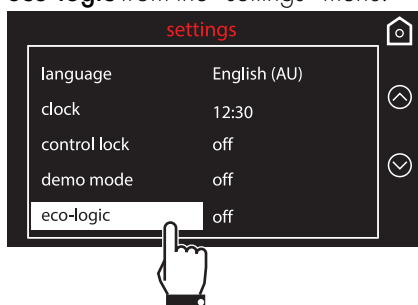 eco-logic from the "settings" menu.
settings
language English (AU)
clock 12:30
control lock off
demo mode off
eco-logic off